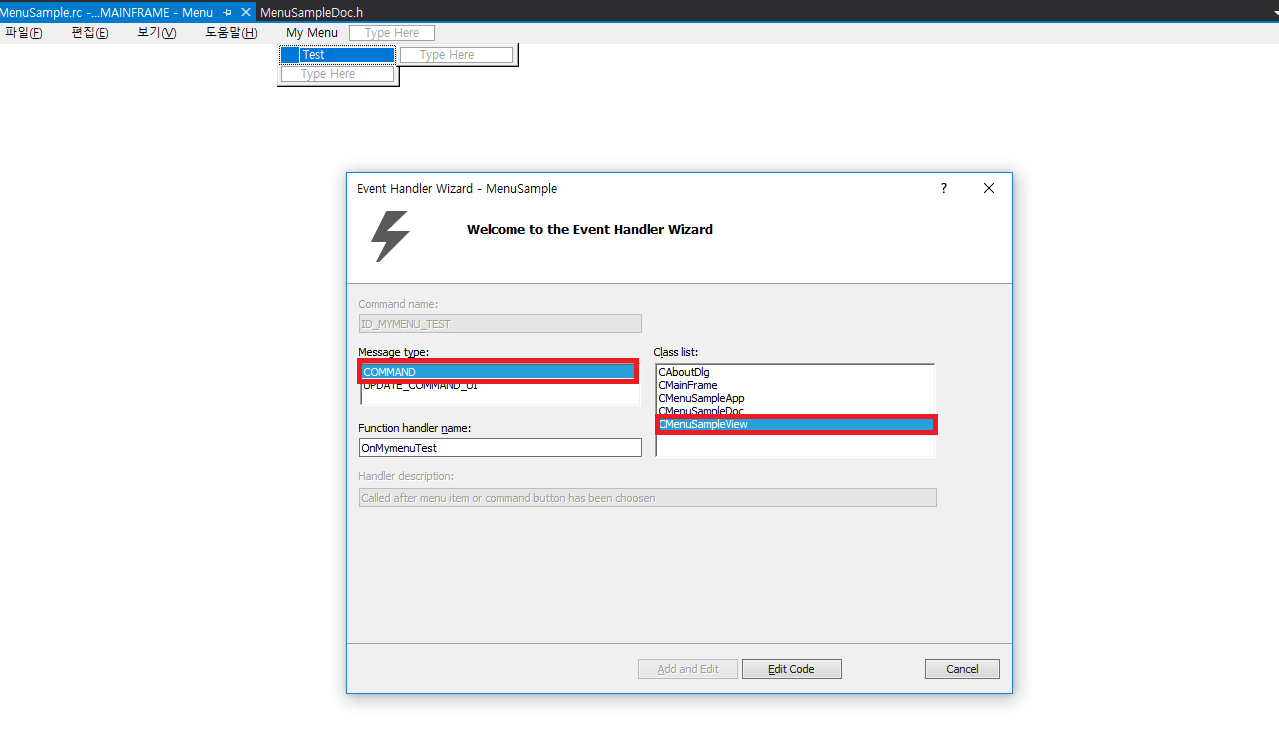 MenuSample.rc -...MAINFRAME - Menu MenuSampleDoc.h
파일(F) 편집(E) 보기(V) 도움말(H) My Menu Type Here
Test Type Here
Type Here
Event Handler Wizard - MenuSample ?
Welcome to the Event Handler Wizard
Command name:
ID_MYMENU_TEST
Message type:
COMMAND
UPDATE_COMMAND_UI
Class list:
CAboutDlg
CMainFrame
CMenuSampleApp
CMenuSampleDoc
CMenuSampleView
Function handler name:
OnMymenuTest
Handler description:
Called after menu item or command button has been choosen
Add and Edit Edit Code Cancel